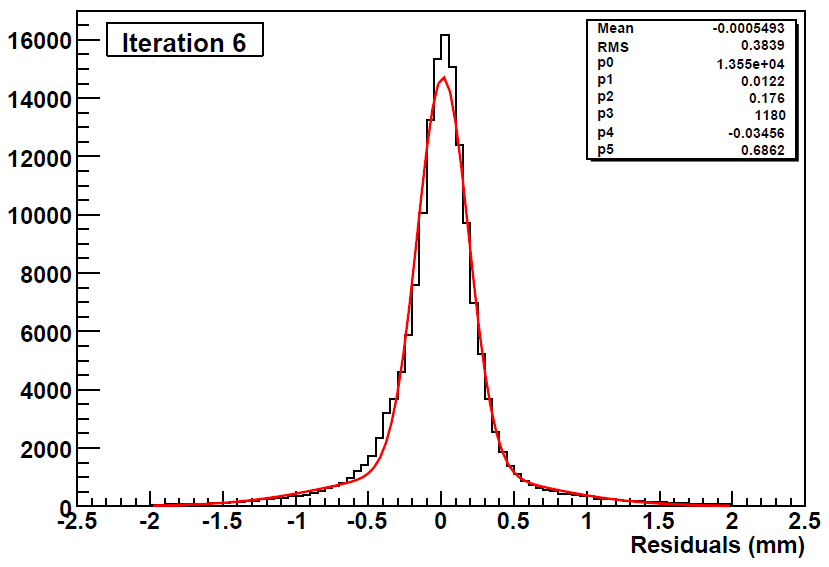 Iteration 6
Mean -0.0005493
RMS 0.3839
p0 1.355e+04
p1 0.0122
p2 0.176
p3 1180
p4 -0.03456
p5 0.6862
16000
14000
12000
10000
8000
6000
4000
2000
0
-2.5 -2 -1.5 -1 -0.5 0 0.5 1 1.5 2 2.5
Residuals (mm)